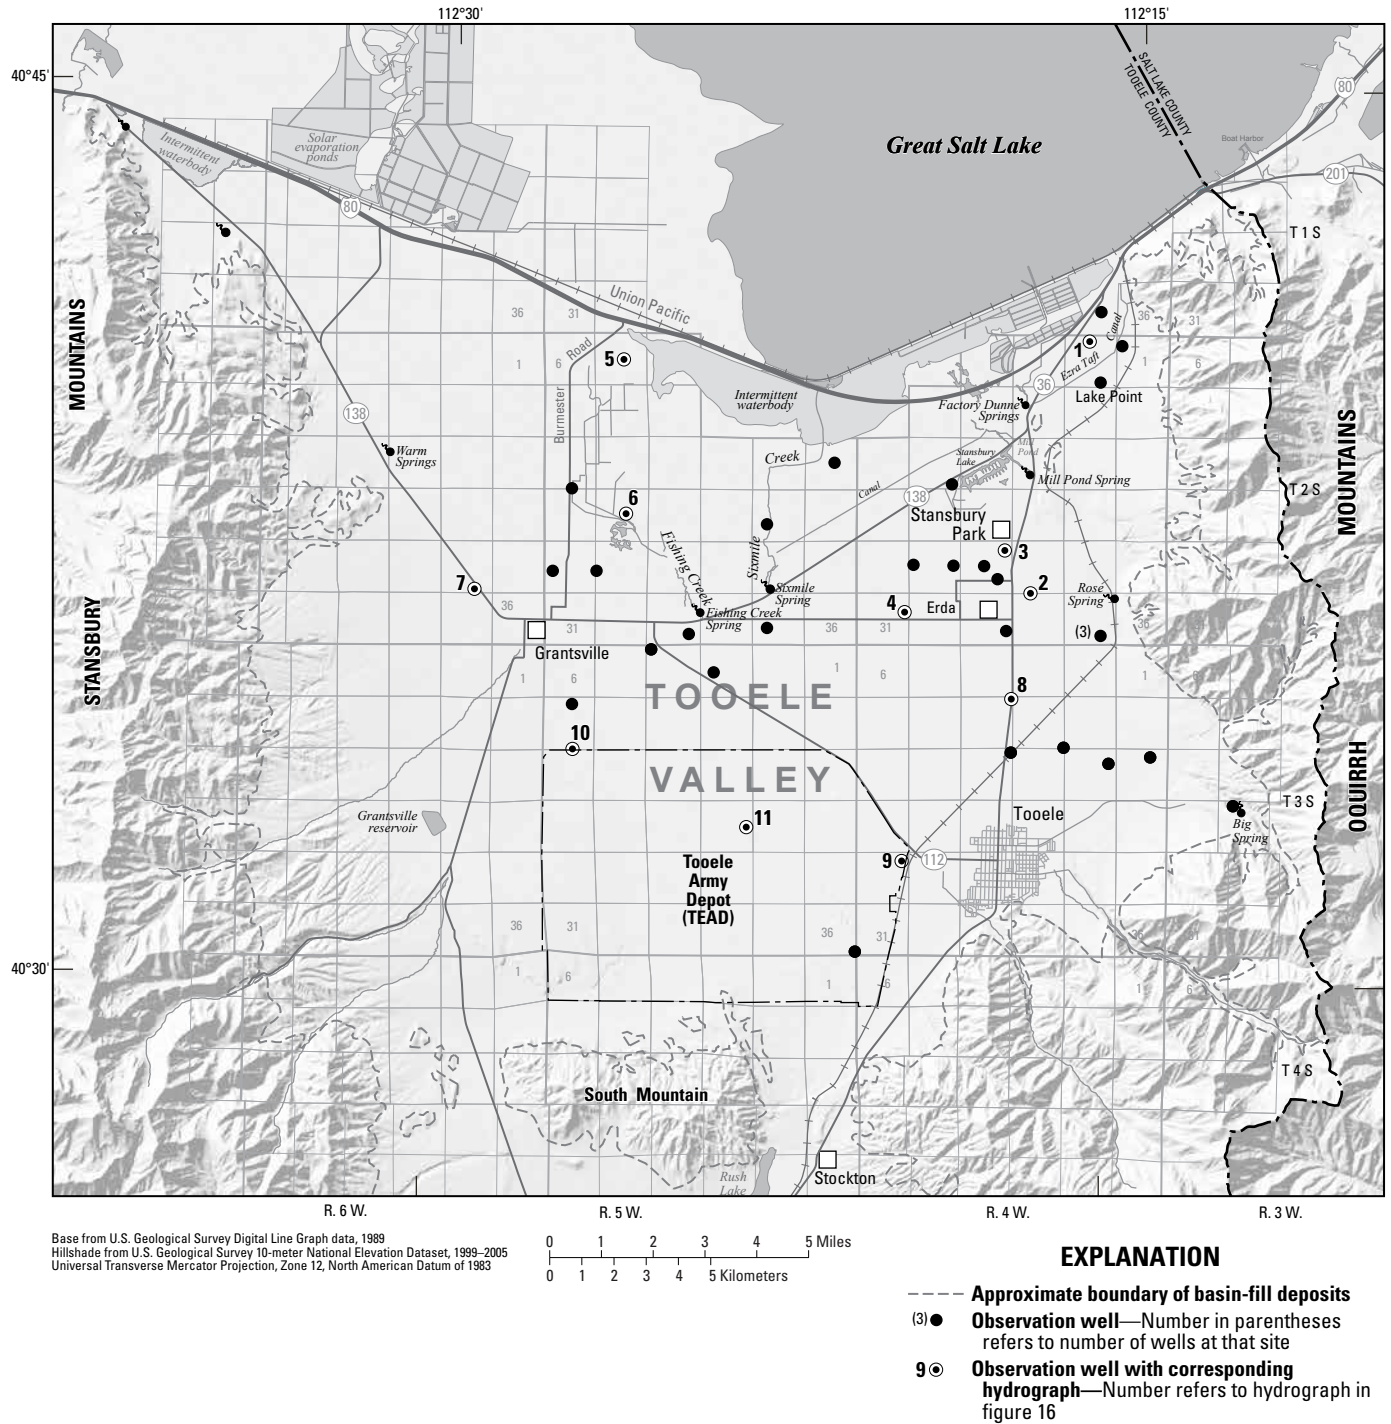 112°30'
112°15'
40°45'
SALT LAKE COUNTY
TOOELE COUNTY
80
Boat Harbor
Great Salt Lake
Intermittent
waterbody
Solar
evaporation
ponds
201
80
T 1 S
Union Pacific
36
31
36
31
Canal
1
MOUNTAINS
5
Road
1
6
1
6
Ezra Taft
36
Lake Point
Intermittent
waterbody
Factory Dunne
Springs
138
Burmester
MOUNTAINS
Warm
Springs
Creek
Stansbury
Lake
Mill
Pond
Mill Pond Spring
Canal
138
T 2 S
6
Stansbury
Park
3
Fishing Creek
Sixmile
7
Sixmile
Spring
2
Rose
Spring
4
Erda
36
Fishing Creek
Spring
31
36
31
(3)
36
STANSBURY
Grantsville
1
6
1
6
1
6
8
TOOELE
10
VALLEY
OQUIRRH
T 3 S
Grantsville
reservoir
11
Tooele
Big
Spring
9
112
Tooele
Army
Depot
(TEAD)
36
31
36
31
36
31
40°30'
1
6
1
6
1
6
T 4 S
South Mountain
Rush
Lake
Stockton
R. 6 W.
R. 5 W.
R. 4 W.
R. 3 W.
Base from U.S. Geological Survey Digital Line Graph data, 1989
Hillshade from U.S. Geological Survey 10-meter National Elevation Dataset, 1999–2005
Universal Transverse Mercator Projection, Zone 12, North American Datum of 1983
0 1 2 3 4 5 Miles
0 1 2 3 4 5 Kilometers
EXPLANATION
Approximate boundary of basin-fill deposits
(3) Observation well—Number in parentheses
refers to number of wells at that site
9 Observation well with corresponding
hydrograph—Number refers to hydrograph in
figure 16